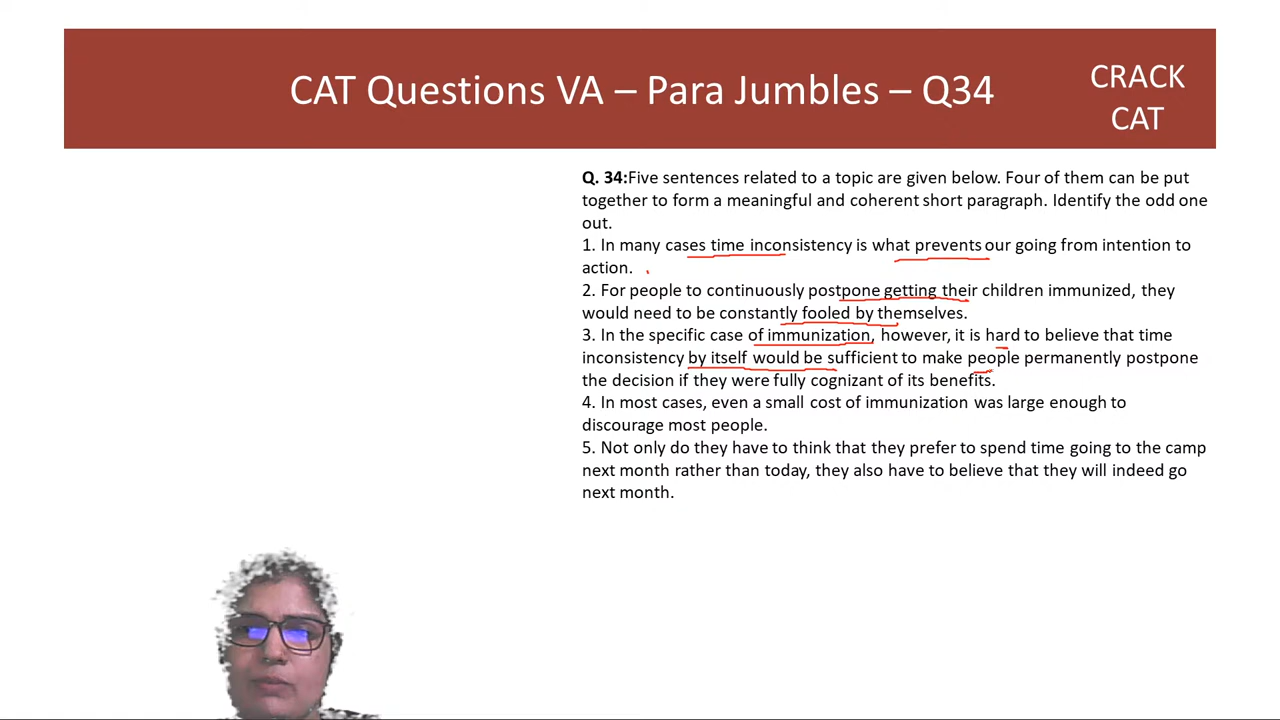 CAT Questions VA – Para Jumbles – Q34
CRACK
CAT
Q. 34:Five sentences related to a topic are given below. Four of them can be put
together to form a meaningful and coherent short paragraph. Identify the odd one
out.
1. In many cases time inconsistency is what prevents our going from intention to
action.
2. For people to continuously postpone getting their children immunized, they
would need to be constantly fooled by themselves.
3. In the specific case of immunization, however, it is hard to believe that time
inconsistency by itself would be sufficient to make people permanently postpone
the decision if they were fully cognizant of its benefits.
4. In most cases, even a small cost of immunization was large enough to
discourage most people.
5. Not only do they have to think that they prefer to spend time going to the camp
next month rather than today, they also have to believe that they will indeed go
next month.